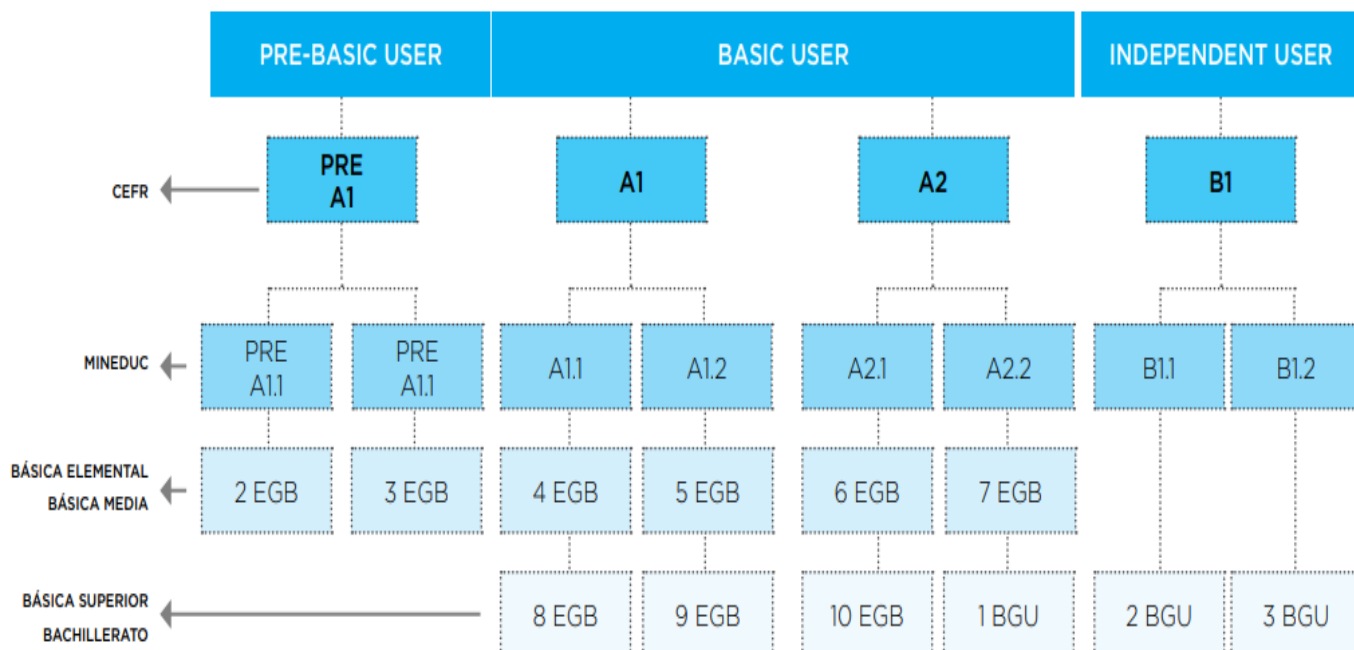 PRE-BASIC USER BASIC USER INDEPENDENT USER
CEFR PRE A1 A1 A2 B1
MINEDUC PRE A1.1 PRE A1.1 A1.1 A1.2 A2.1 A2.2 B1.1 B1.2
BÁSICA ELEMENTAL
BÁSICA MEDIA
2 EGB 3 EGB 4 EGB 5 EGB 6 EGB 7 EGB
BÁSICA SUPERIOR
BACHILLERATO
8 EGB 9 EGB 10 EGB 1 BGU 2 BGU 3 BGU